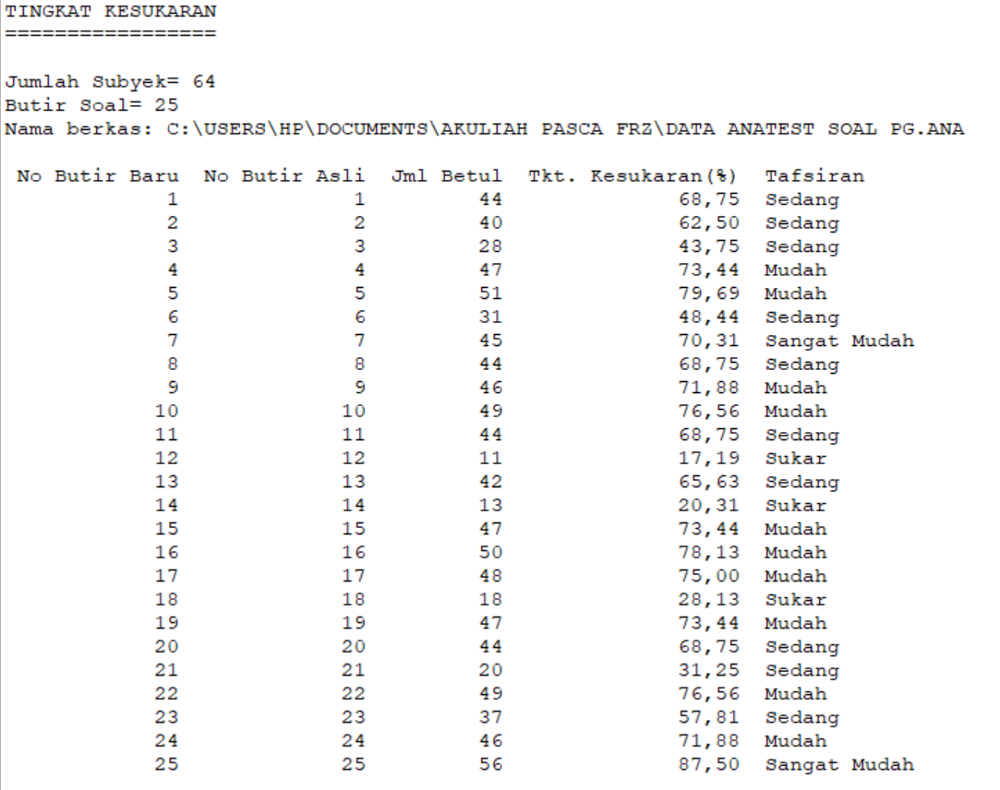 TINGKAT KESUKARAN
=================
Jumlah Subyek= 64
Butir Soal= 25
Nama berkas: C:\USERS\HP\DOCUMENTS\AKULIAH PASCA FRZ\DATA ANATEST SOAL PG.ANA
No Butir Baru No Butir Asli Jml Betul Tkt. Kesukaran(%) Tafsiran
1 1 44 68,75 Sedang
2 2 40 62,50 Sedang
3 3 28 43,75 Sedang
4 4 47 73,44 Mudah
5 5 51 79,69 Mudah
6 6 31 48,44 Sedang
7 7 45 70,31 Sangat Mudah
8 8 44 68,75 Sedang
9 9 46 71,88 Mudah
10 10 49 76,56 Mudah
11 11 44 68,75 Sedang
12 12 11 17,19 Sukar
13 13 42 65,63 Sedang
14 14 13 20,31 Sukar
15 15 47 73,44 Mudah
16 16 50 78,13 Mudah
17 17 48 75,00 Mudah
18 18 18 28,13 Sukar
19 19 47 73,44 Mudah
20 20 44 68,75 Sedang
21 21 20 31,25 Sedang
22 22 49 76,56 Mudah
23 23 37 57,81 Sedang
24 24 46 71,88 Mudah
25 25 56 87,50 Sangat Mudah